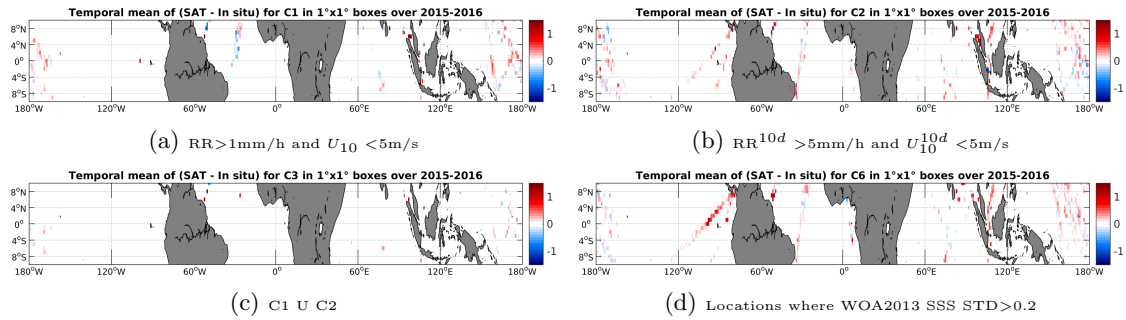 Temporal mean of (SAT - In situ) for C1 in 1°x1° boxes over 2015-2016
8°N
4°N
0°
4°S
8°S
180°W 120°W 60°W 0° 60°E 120°E 180°W
1
0
-1
(a) RR>1mm/h and U10 <5m/s
Temporal mean of (SAT - In situ) for C2 in 1°x1° boxes over 2015-2016
8°N
4°N
0°
4°S
8°S
180°W 120°W 60°W 0° 60°E 120°E 180°W
1
0
-1
(b) RR^10d >5mm/h and U10^10d <5m/s
Temporal mean of (SAT - In situ) for C3 in 1°x1° boxes over 2015-2016
8°N
4°N
0°
4°S
8°S
180°W 120°W 60°W 0° 60°E 120°E 180°W
1
0
-1
(c) C1 U C2
Temporal mean of (SAT - In situ) for C6 in 1°x1° boxes over 2015-2016
8°N
4°N
0°
4°S
8°S
180°W 120°W 60°W 0° 60°E 120°E 180°W
1
0
-1
(d) Locations where WOA2013 SSS STD>0.2